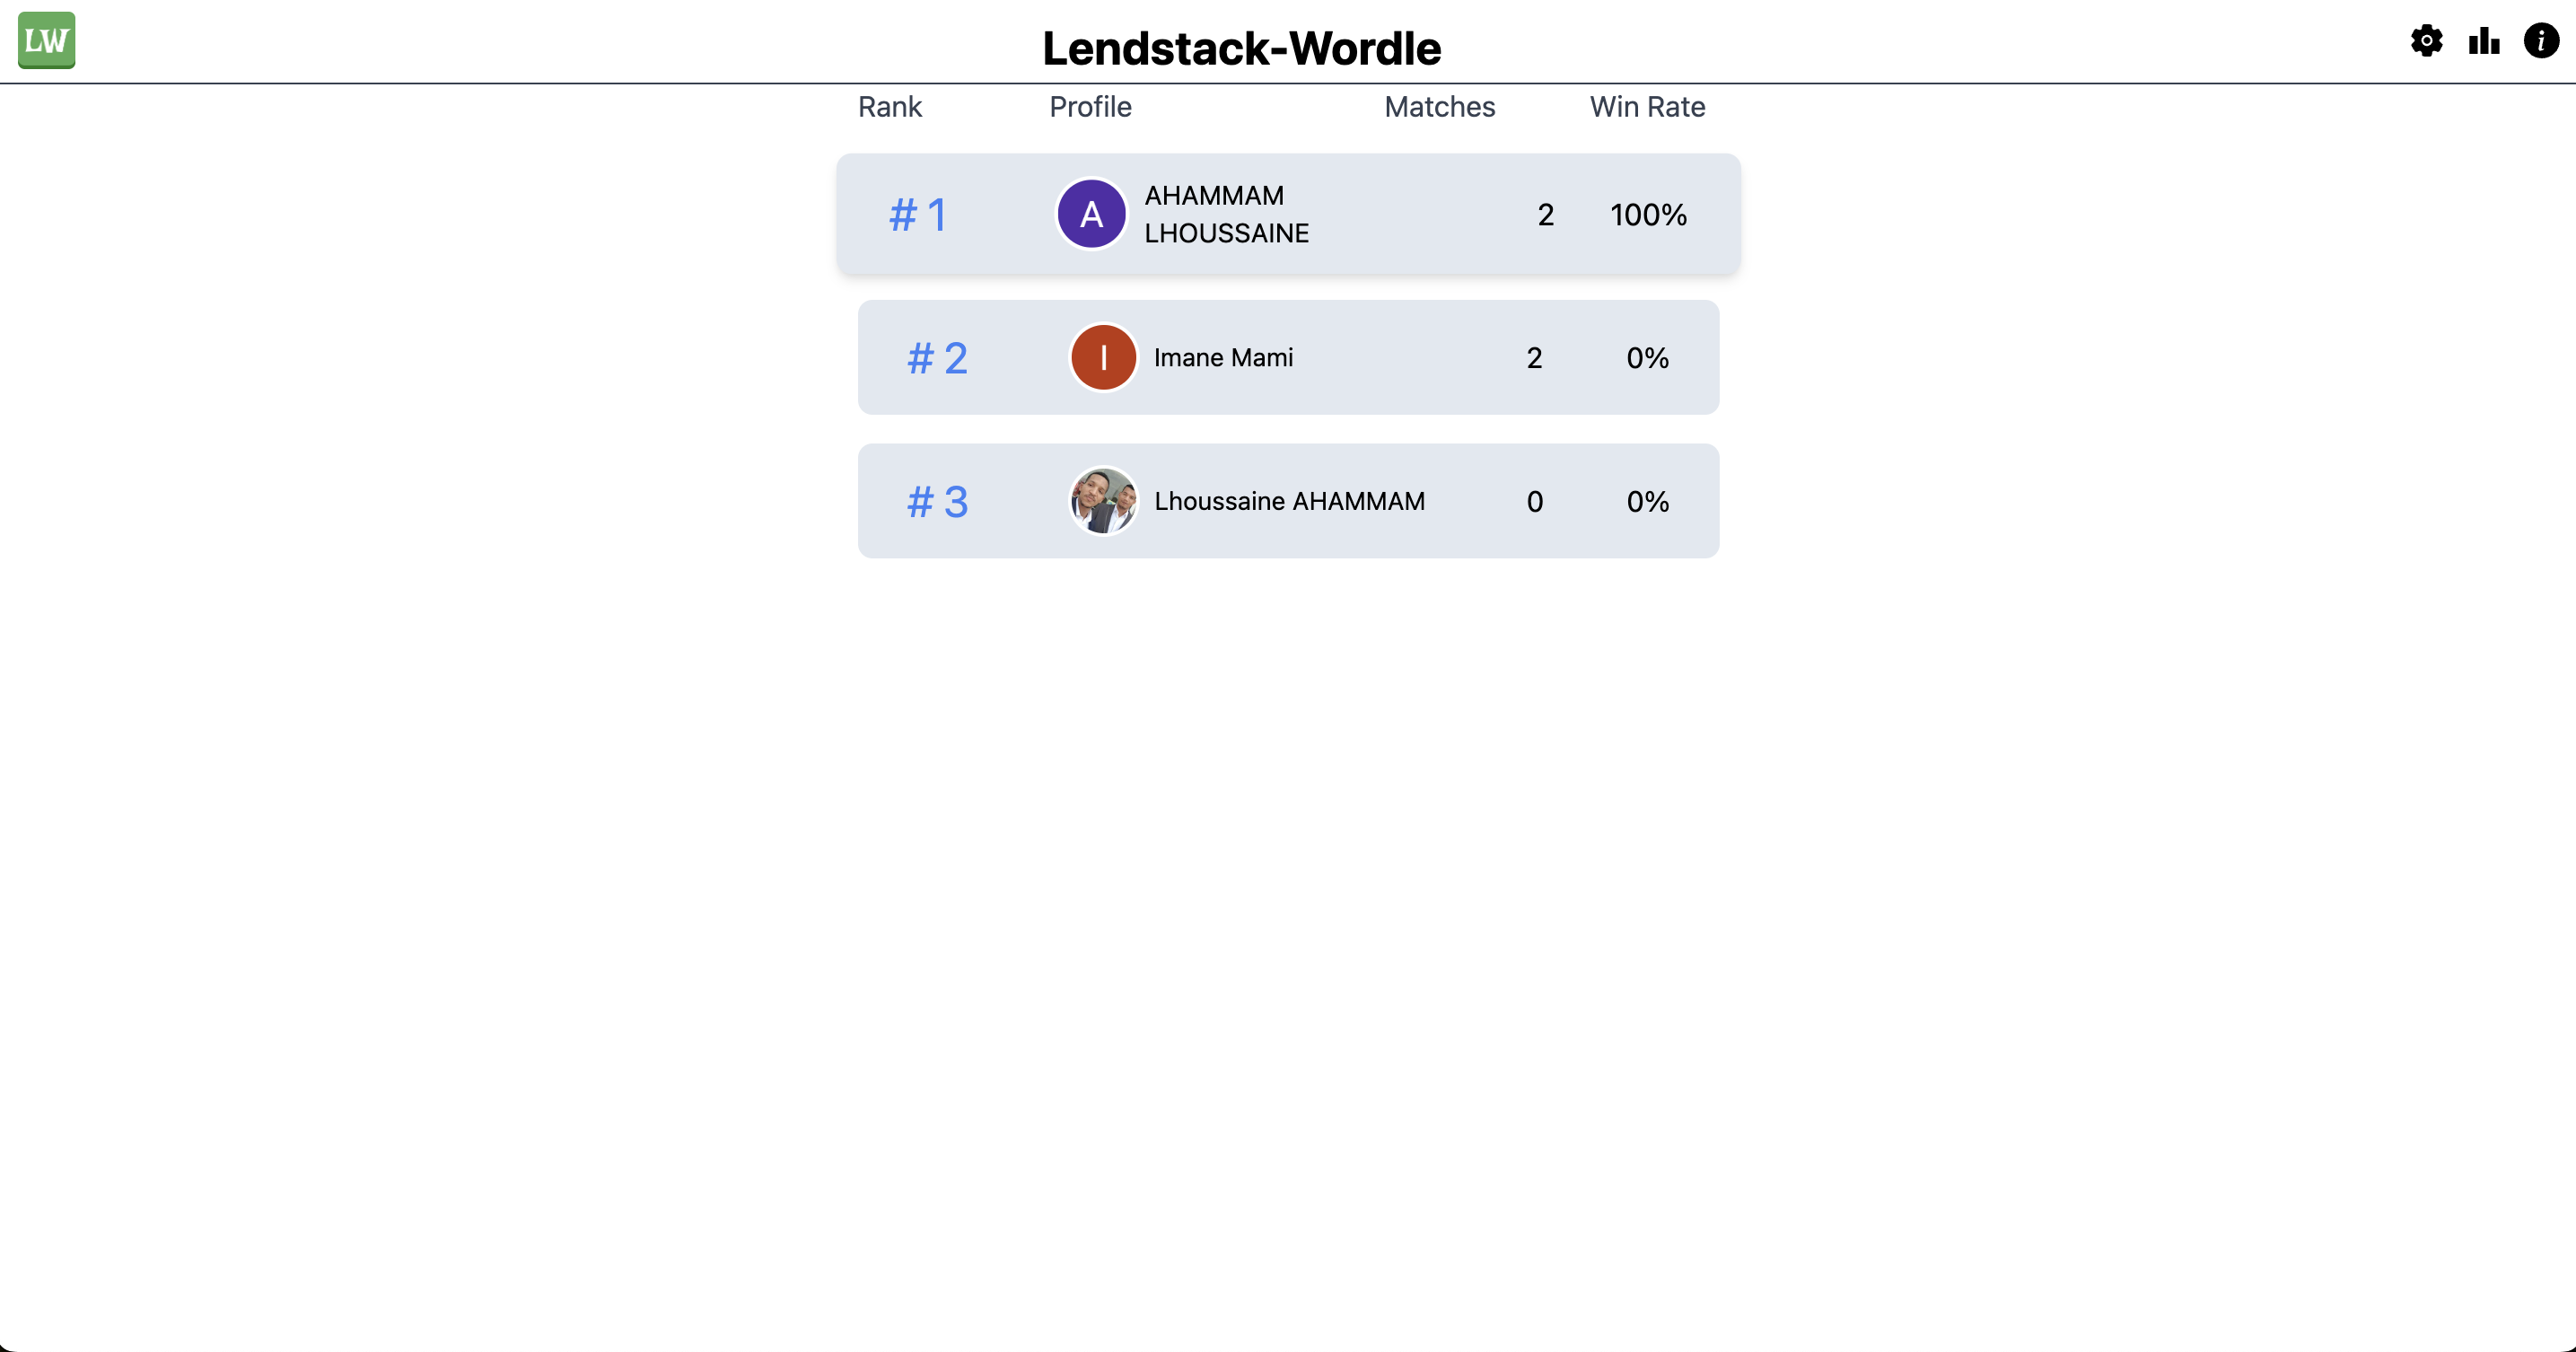 LW
Lendstack-Wordle
i
Rank Profile Matches Win Rate
# 1 A AHAMMAM
LHOUSSAINE 2 100%
# 2 I Imane Mami 2 0%
# 3 Lhoussaine AHAMMAM 0 0%